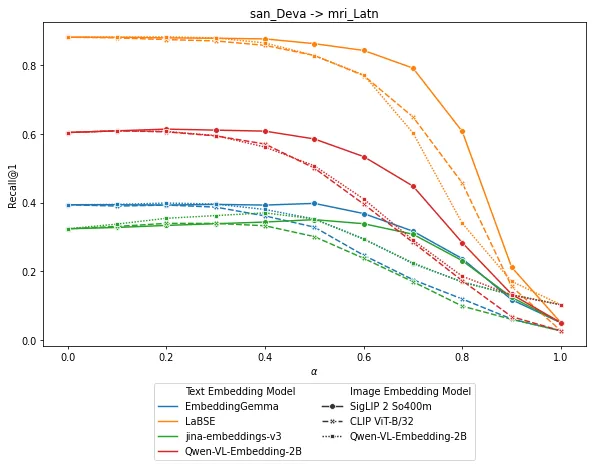 san_Deva -> mri_Latn
Recall@1
0.8
0.6
0.4
0.2
0.0
0.0 0.2 0.4 0.6 0.8 1.0
α
Text Embedding Model Image Embedding Model
EmbeddingGemma SigLIP 2 So400m
LaBSE CLIP ViT-B/32
jina-embeddings-v3 Qwen-VL-Embedding-2B
Qwen-VL-Embedding-2B